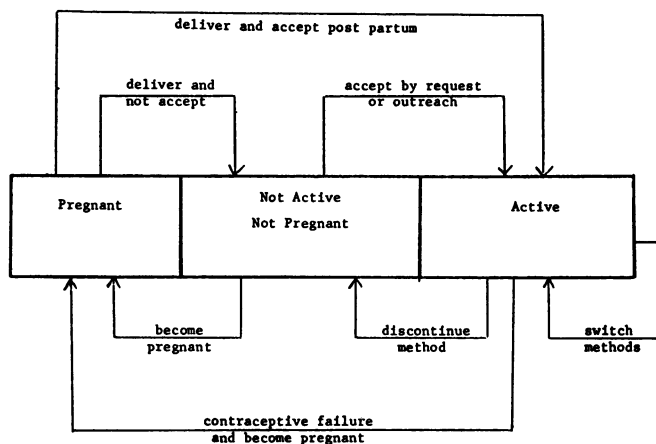 deliver and accept post partum
deliver and
not accept
accept by request
or outreach
Pregnant
Not Active
Not Pregnant
Active
become
pregnant
discontinue
method
switch
methods
contraceptive failure
and become pregnant